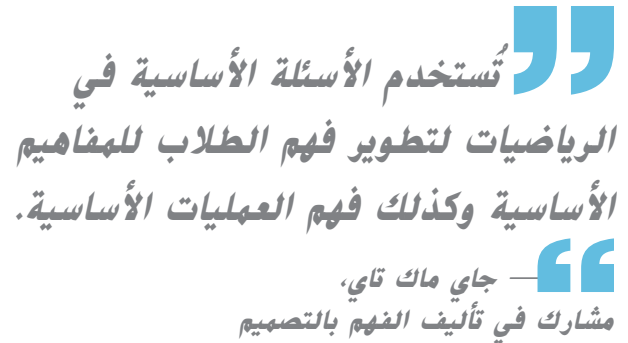 تُستخدم الأسئلة الأساسية في
الرياضيات لتطوير فهم الطلاب للمفاهيم
الأساسية وكذلك فهم العمليات الأساسية.
— جاي ماك تاي،
مشارك في تأليف الفهم بالتصميم